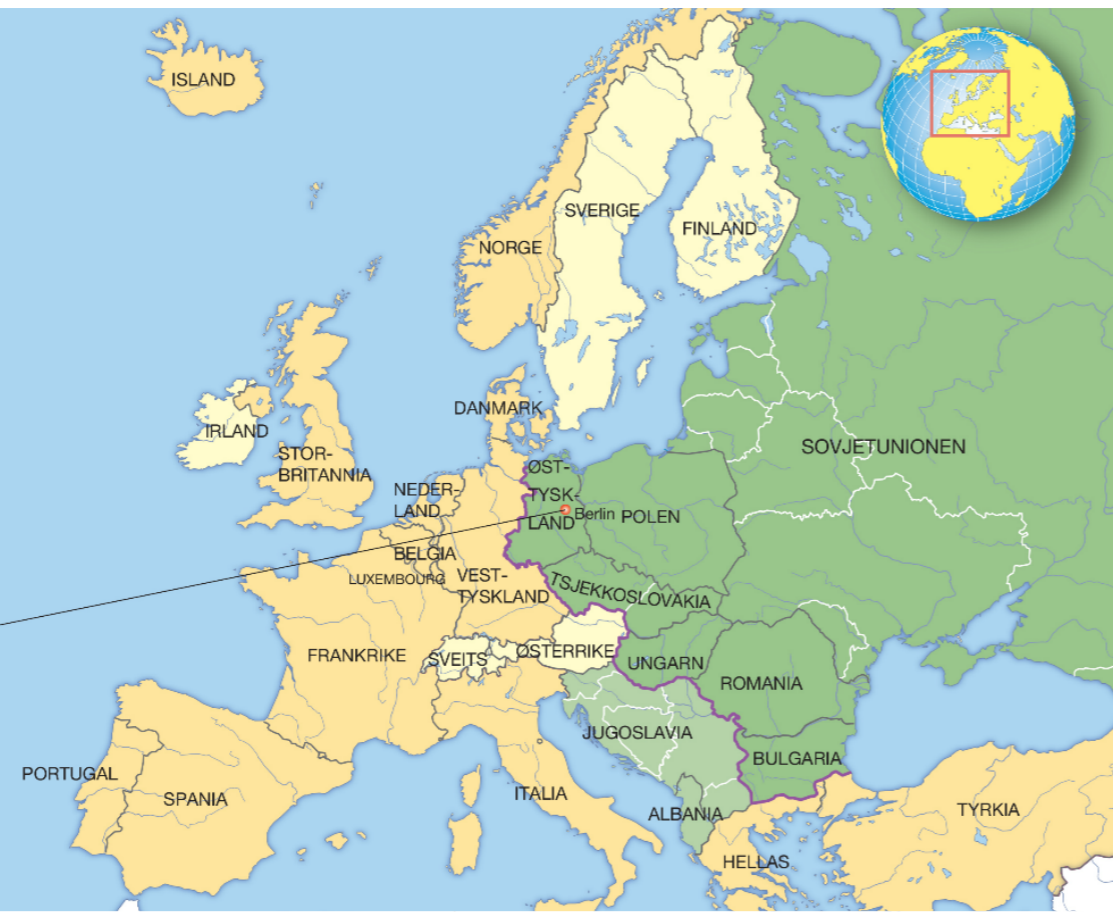 ISLAND
SVERIGE
FINLAND
NORGE
DANMARK
IRLAND
STOR-
BRITANNIA
SOVJETUNIONEN
ØST-
TYSK-
LAND
Berlin
POLEN
NEDER-
LAND
BELGIA
LUXEMBOURG
VEST-
TYSKLAND
TSJEKKOSLOVAKIA
FRANKRIKE
SVEITS
ØSTERRIKE
UNGARN
ROMANIA
JUGOSLAVIA
BULGARIA
PORTUGAL
SPANIA
ITALIA
ALBANIA
TYRKIA
HELLAS